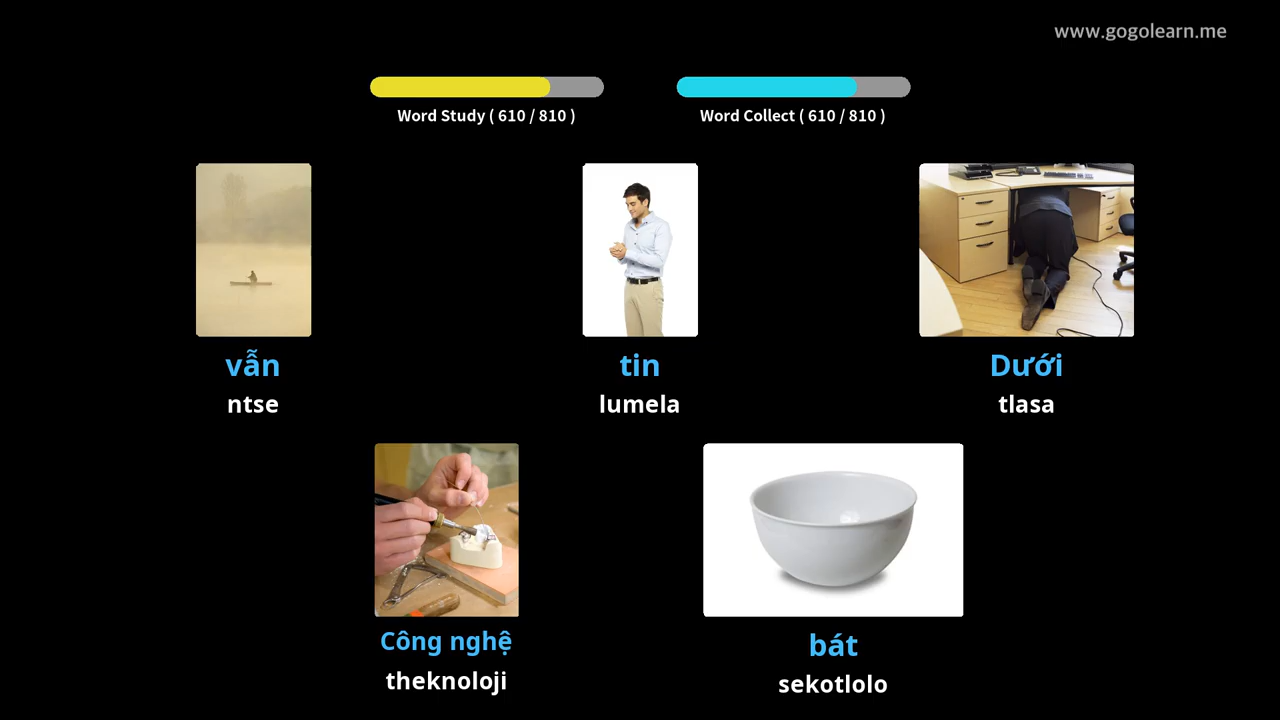 www.gogolearn.me
Word Study ( 610 / 810 )
Word Collect ( 610 / 810 )
vẫn
ntse
tin
lumela
Dưới
tlasa
Công nghệ
theknoloji
bát
sekotlolo